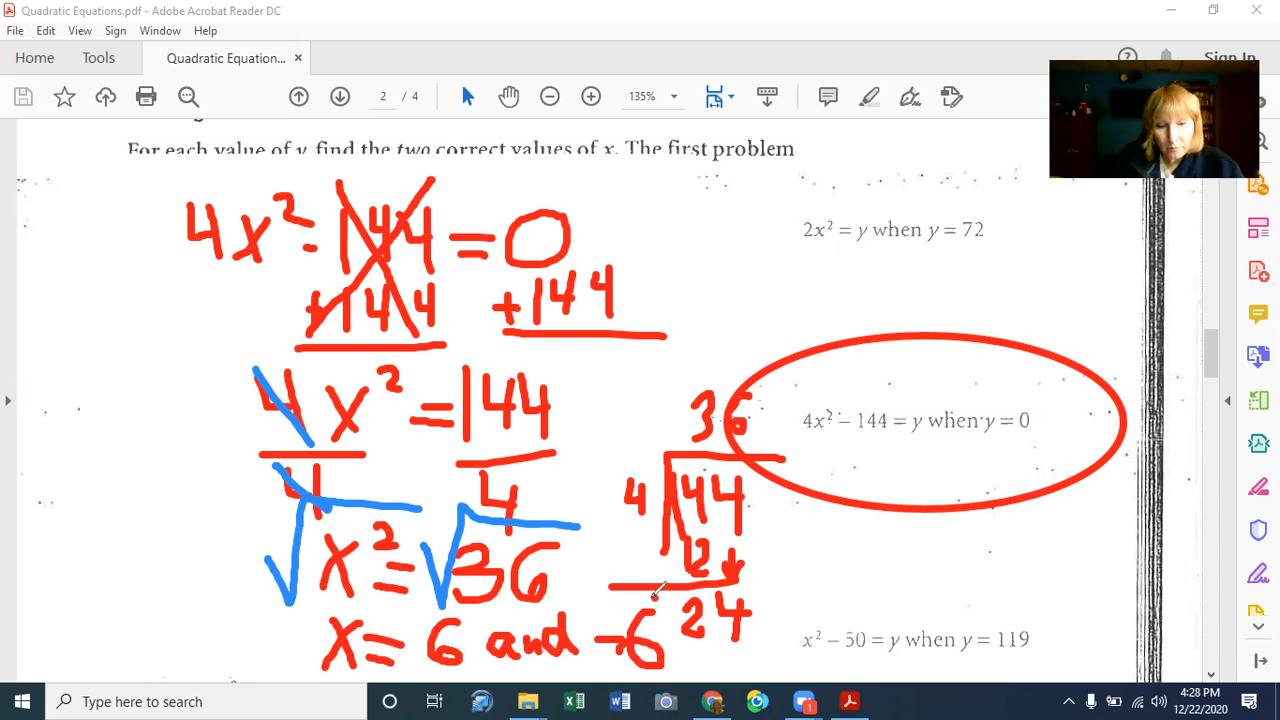 Quadratic Equations.pdf - Adobe Acrobat Reader DC
File Edit View Sign Window Help
Home Tools Quadratic Equation... × Sign In
2 / 4 135%
For each value of y, find the two correct values of x. The first problem
4x² - 144 = 0
+144 +144
4x² = 144
4 4
√x² = √36
x = 6 and -6
36
4 144
12
24
2x² = y when y = 72
4x² – 144 = y when y = 0
x² – 50 = y when y = 119
Type here to search
4:28 PM
12/22/2020